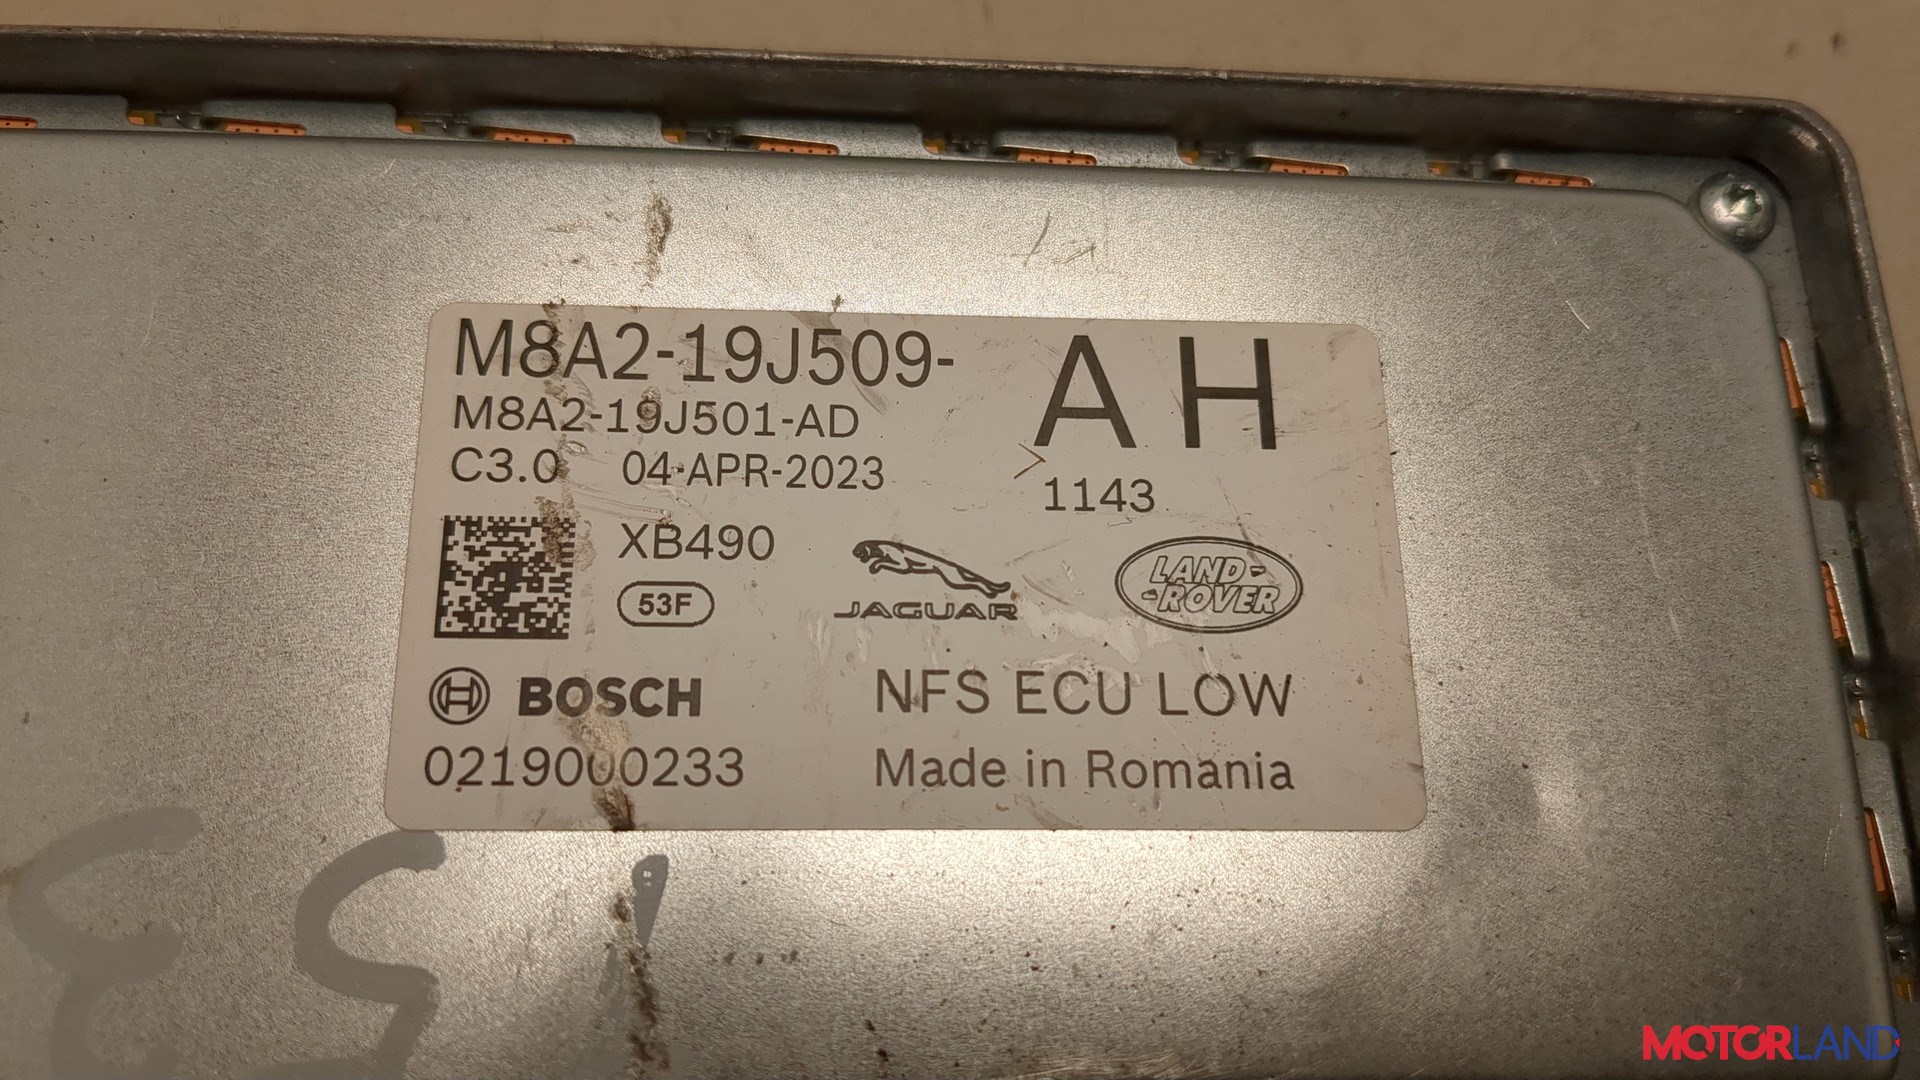 M8A2-19J509- AH
M8A2-19J501-AD
C3.0 04-APR-2023
1143
XB490
53F
JAGUAR
LAND-
-ROVER
BOSCH
NFS ECU LOW
0219000233
Made in Romania
MOTORLAND